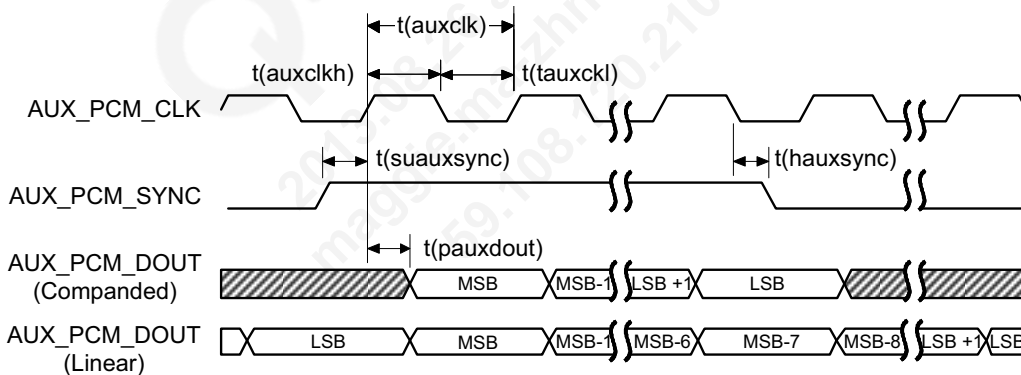 t(auxclk)
t(auxclkh) t(tauxckl)
AUX_PCM_CLK
t(suauxsync) t(hauxsync)
AUX_PCM_SYNC
t(pauxdout)
AUX_PCM_DOUT
(Companded)
MSB MSB-1 LSB +1 LSB
AUX_PCM_DOUT
(Linear)
LSB MSB MSB-1 MSB-6 MSB-7 MSB-8 LSB +1 LSB